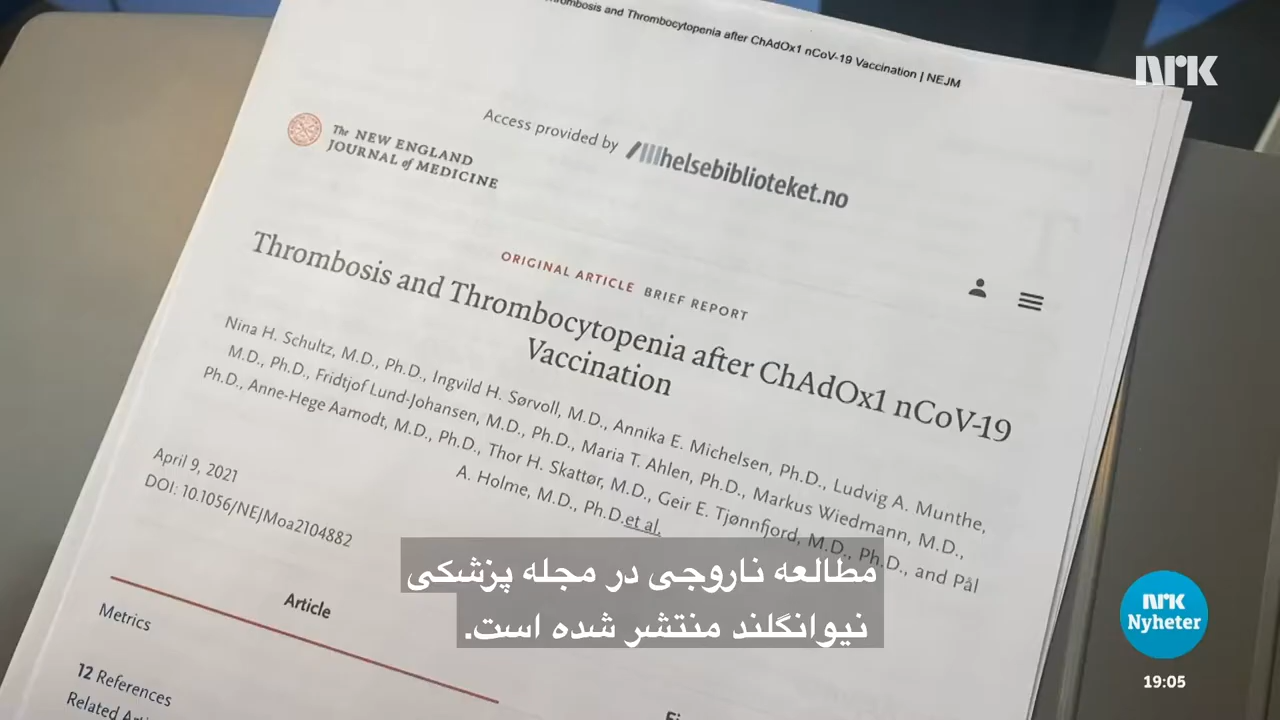 Thrombosis and Thrombocytopenia after ChAdOx1 nCoV-19 Vaccination | NEJM
nrk
Access provided by helsebiblioteket.no
The NEW ENGLAND
JOURNAL of MEDICINE
ORIGINAL ARTICLE BRIEF REPORT
Thrombosis and Thrombocytopenia after ChAdOx1 nCoV-19
Vaccination
Nina H. Schultz, M.D., Ph.D., Ingvild H. Sørvoll, M.D., Annika E. Michelsen, Ph.D., Ludvig A. Munthe,
M.D., Ph.D., Fridtjof Lund-Johansen, M.D., Ph.D., Maria T. Ahlen, Ph.D., Markus Wiedmann, M.D.,
Ph.D., Anne-Hege Aamodt, M.D., Ph.D., Thor H. Skattør, M.D., Geir E. Tjønnfjord, M.D., Ph.D., and Pål
A. Holme, M.D., Ph.D.et al.
April 9, 2021
DOI: 10.1056/NEJMoa2104882
مطالعه ناروجی در مجله پزشکی
نیوانگلند منتشر شده است.
Article
Metrics
12 References
Related
nrk
Nyheter
19:05